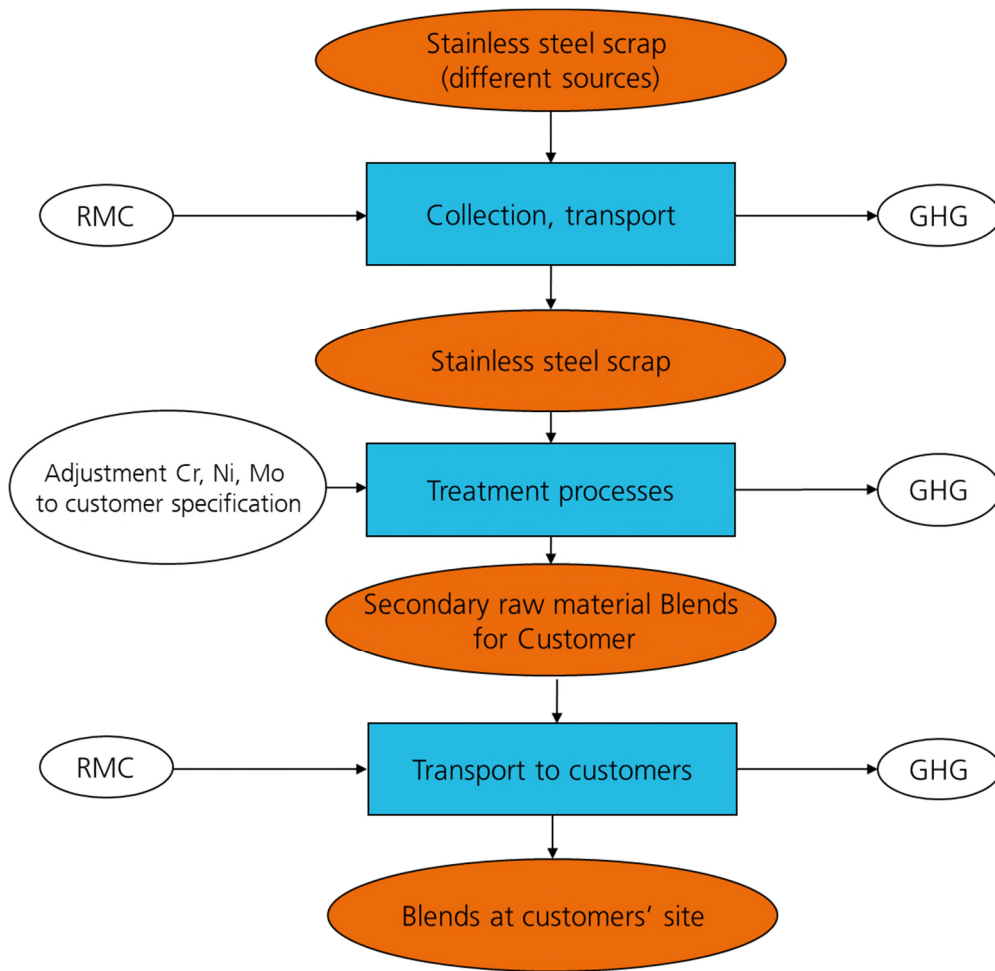 Stainless steel scrap
(different sources)
RMC
Collection, transport
GHG
Stainless steel scrap
Adjustment Cr, Ni, Mo
to customer specification
Treatment processes
GHG
Secondary raw material Blends
for Customer
RMC
Transport to customers
GHG
Blends at customers’ site